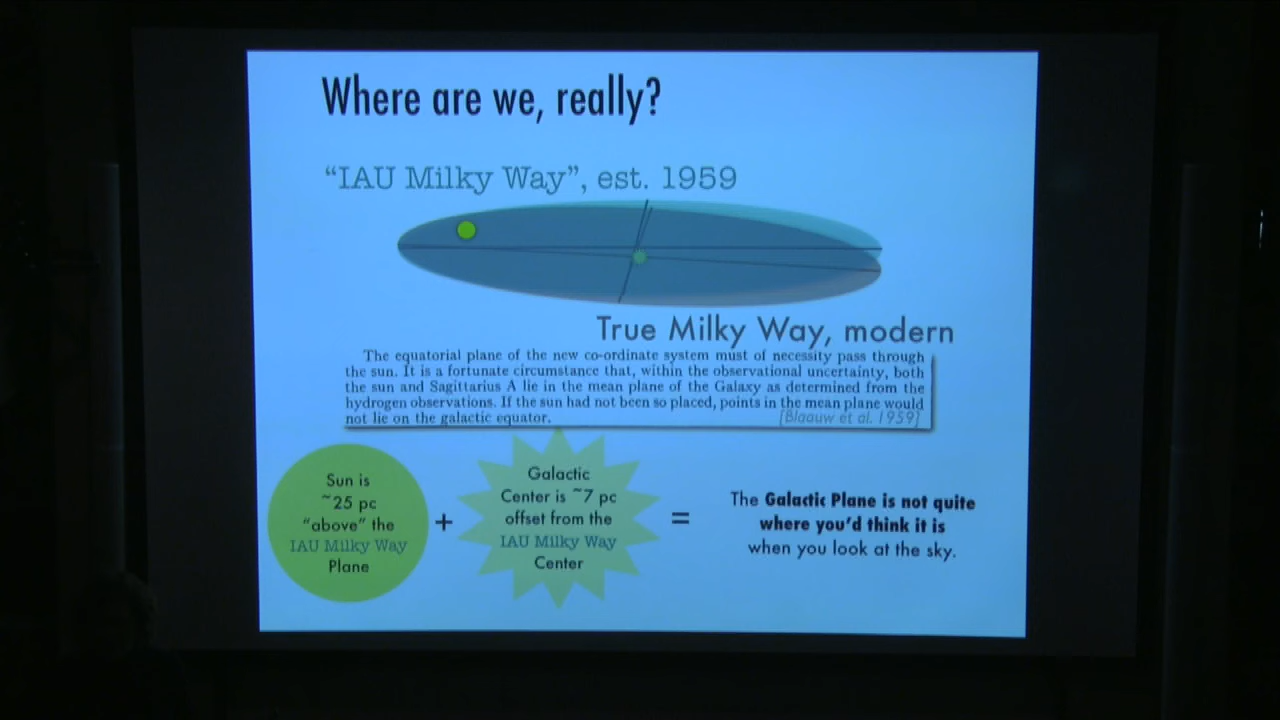 Where are we, really?
“IAU Milky Way”, est. 1959
True Milky Way, modern
The equatorial plane of the new co-ordinate system must of necessity pass through
the sun. It is a fortunate circumstance that, within the observational uncertainty, both
the sun and Sagittarius A lie in the mean plane of the Galaxy as determined from the
hydrogen observations. If the sun had not been so placed, points in the mean plane would
not lie on the galactic equator.
[Blaauw et al. 1959]
Sun is
~25 pc
“above” the
IAU Milky Way
Plane
+
Galactic
Center is ~7 pc
offset from the
IAU Milky Way
Center
=
The Galactic Plane is not quite
where you’d think it is
when you look at the sky.